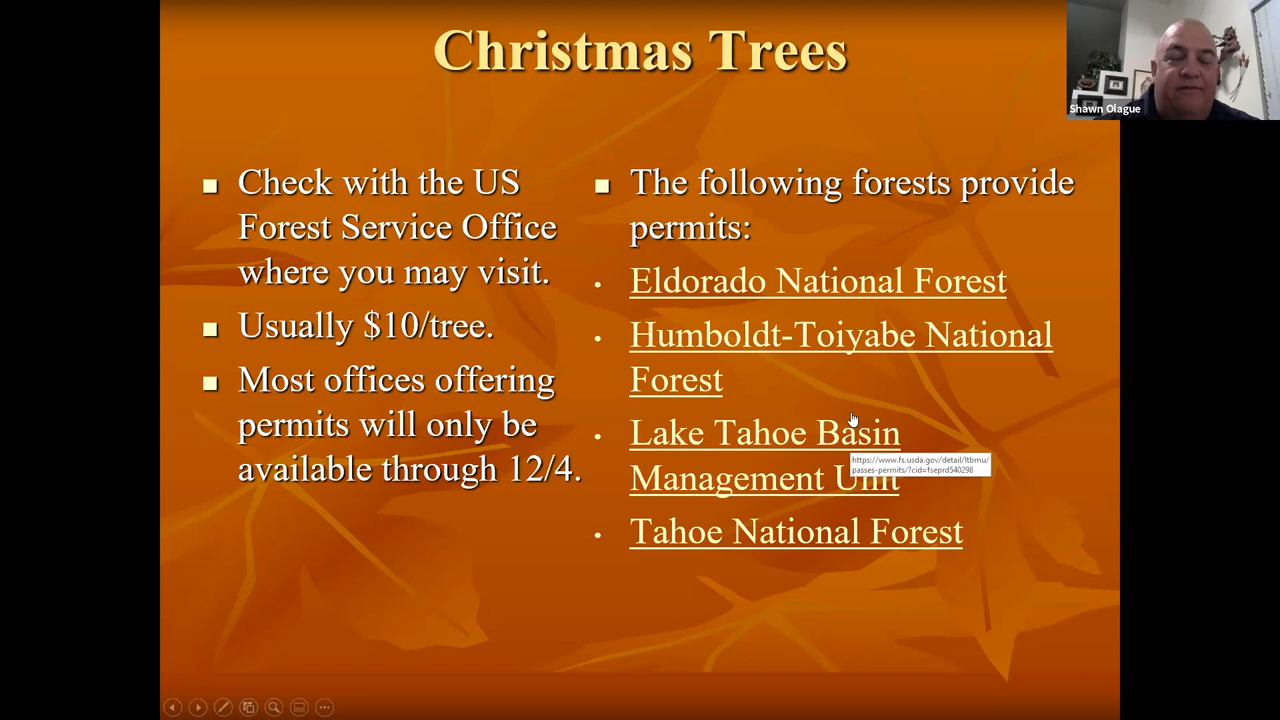 Christmas Trees
Shawn Olague
Check with the US
Forest Service Office
where you may visit.
Usually $10/tree.
Most offices offering
permits will only be
available through 12/4.
The following forests provide
permits:
Eldorado National Forest
Humboldt-Toiyabe National
Forest
Lake Tahoe Basin
https://www.fs.usda.gov/detail/ltbmu/
passes-permits/?cid=fseprd540298
Management Unit
Tahoe National Forest